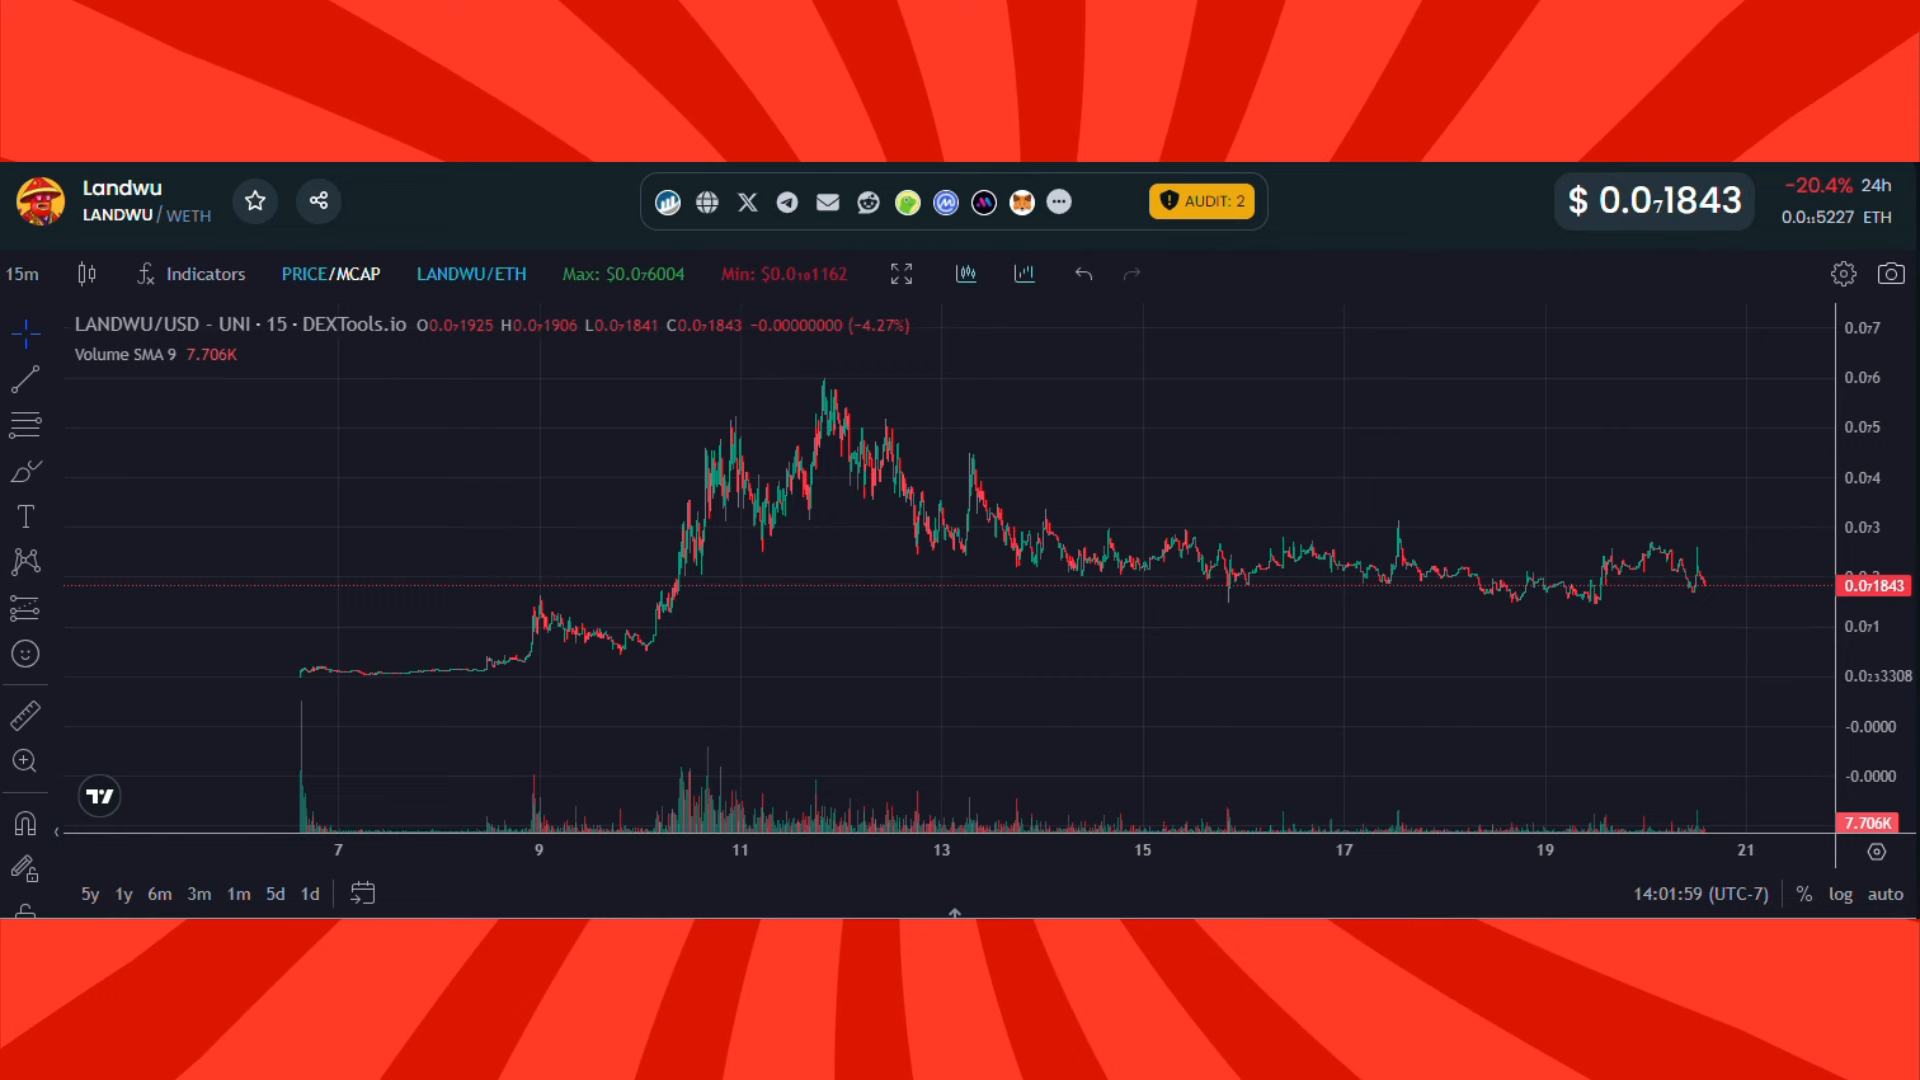 Landwu
LANDWU / WETH
AUDIT: 2
$ 0.0₇1843
-20.4% 24h
0.0₁₁5227 ETH
15m
Indicators
PRICE/MCAP
LANDWU/ETH
Max: $0.0₇6004
Min: $0.0₁₀1162
LANDWU/USD - UNI · 15 · DEXTools.io O0.0₇1925 H0.0₇1906 L0.0₇1841 C0.0₇1843 −0.00000000 (−4.27%)
Volume SMA 9 7.706K
0.0₇7
0.0₇6
0.0₇5
0.0₇4
0.0₇3
0.0₇1843
0.0₇1
0.0₂₃3308
-0.0000
-0.0000
7.706K
7 9 11 13 15 17 19 21
5y 1y 6m 3m 1m 5d 1d
14:01:59 (UTC-7) % log auto